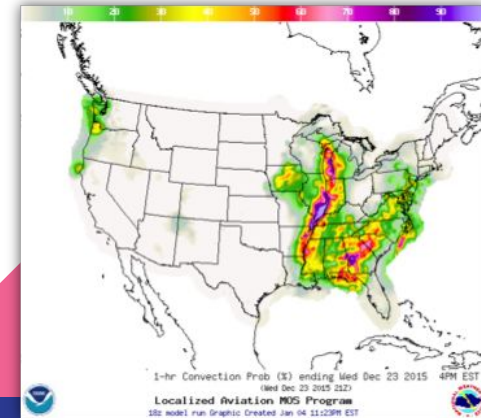 10 20 30 40 50 60 70 80 90
1-hr Convection Prob (%) ending Wed Dec 23 2015 4PM EST
(Wed Dec 23 2015 21Z)
Localized Aviation MOS Program
18z model run Graphic Created Jan 04 11:23PM EST